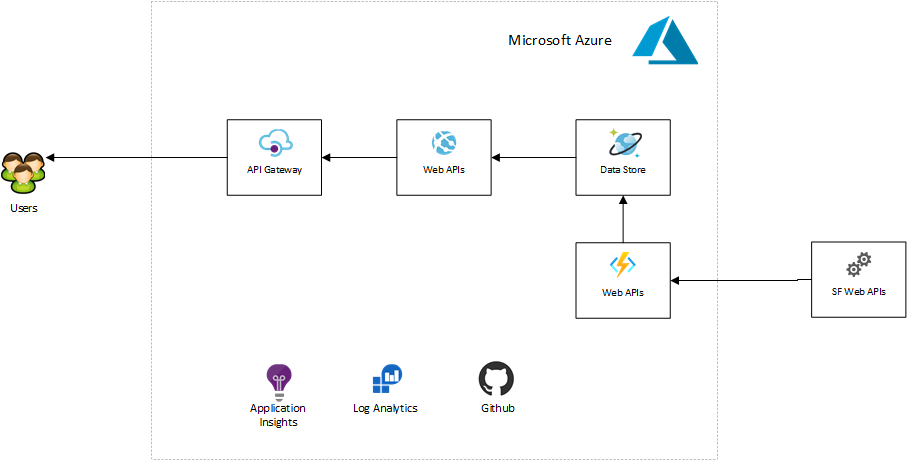 Microsoft Azure
API Gateway
Web APIs
Data Store
Users
Web APIs
SF Web APIs
Application
Insights
Log Analytics
Github